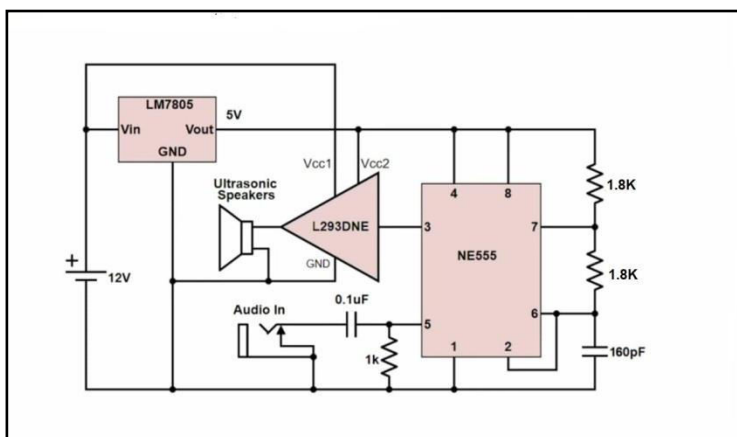 LM7805
5V
Vin
Vout
GND
Vcc1
Vcc2
4
8
1.8K
Ultrasonic
Speakers
L293DNE
3
7
NE555
GND
1.8K
12V
Audio In
0.1uF
6
5
1k
1
2
160pF